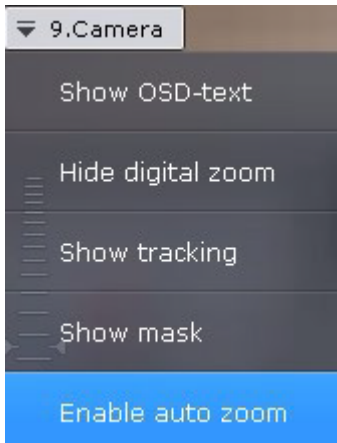 9.Camera
Show OSD-text
Hide digital zoom
Show tracking
Show mask
Enable auto zoom